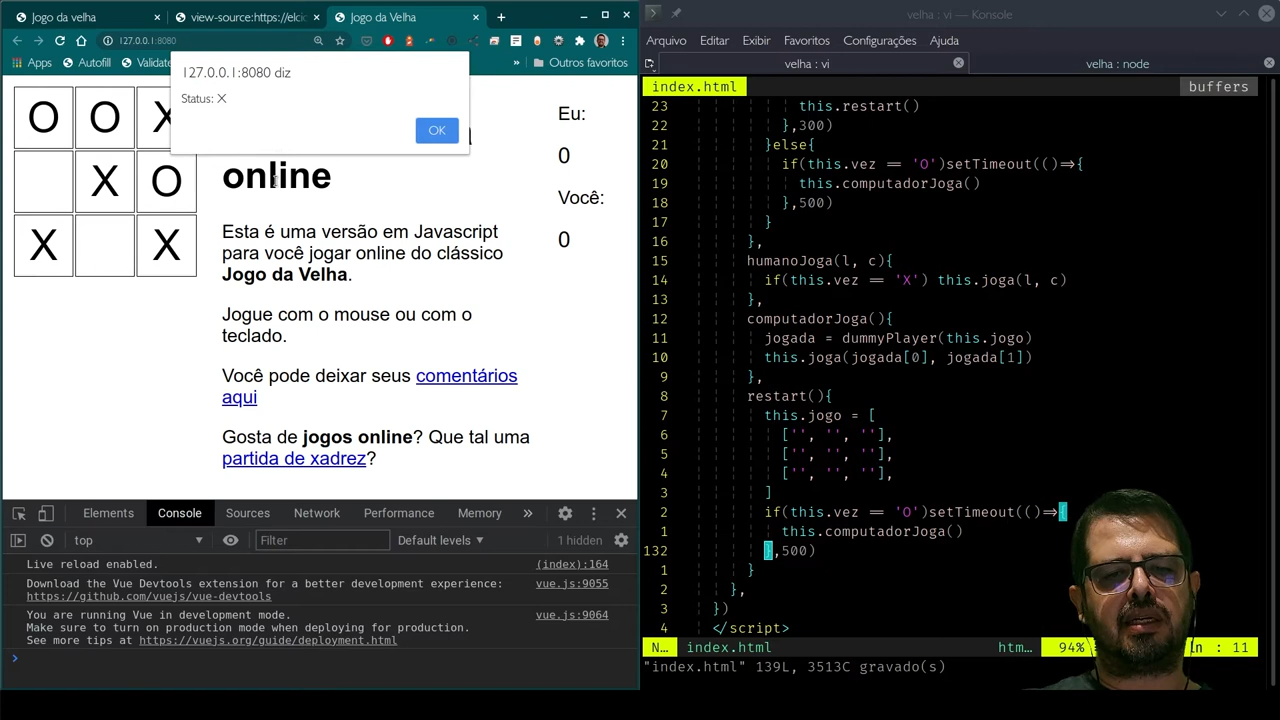 Jogo da velha
view-source:https://elcio
Jogo da Velha
127.0.0.1:8080
Apps
Autofill
Validate
»
Outros favoritos
127.0.0.1:8080 diz
Status: X
OK
O O X
X O
X X
online
Esta é uma versão em Javascript
para você jogar online do clássico
Jogo da Velha.
Jogue com o mouse ou com o
teclado.
Você pode deixar seus comentários
aqui
Gosta de jogos online? Que tal uma
partida de xadrez?
Eu:
0
Você:
0
Elements Console Sources Network Performance Memory »
top Filter Default levels 1 hidden
Live reload enabled. (index):164
Download the Vue Devtools extension for a better development experience: vue.js:9055
https://github.com/vuejs/vue-devtools
You are running Vue in development mode. vue.js:9064
Make sure to turn on production mode when deploying for production.
See more tips at https://vuejs.org/guide/deployment.html
velha : vi — Konsole
Arquivo Editar Exibir Favoritos Configurações Ajuda
velha : vi velha : node
index.html buffers
23 this.restart()
22 },300)
21 }else{
20 if(this.vez == 'O')setTimeout(()=>{
19 this.computadorJoga()
18 },500)
17 }
16 },
15 humanoJoga(l, c){
14 if(this.vez == 'X') this.joga(l, c)
13 },
12 computadorJoga(){
11 jogada = dummyPlayer(this.jogo)
10 this.joga(jogada[0], jogada[1])
9 },
8 restart(){
7 this.jogo = [
6 ['', '', ''],
5 ['', '', ''],
4 ['', '', ''],
3 ]
2 if(this.vez == 'O')setTimeout(()=>{
1 this.computadorJoga()
132 },500)
1 }
2 },
3 })
4 </script>
N… index.html htm… 94% ln : 11
"index.html" 139L, 3513C gravado(s)